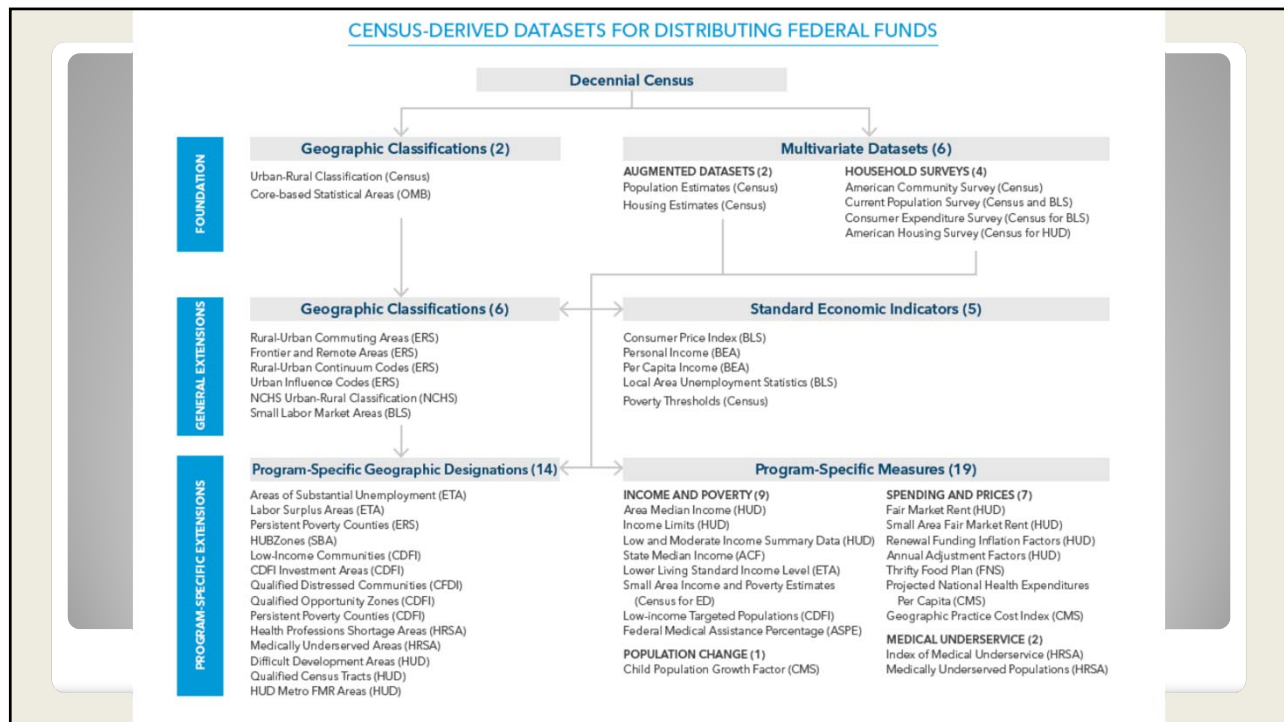 CENSUS-DERIVED DATASETS FOR DISTRIBUTING FEDERAL FUNDS
Decennial Census
FOUNDATION
Geographic Classifications (2)
Urban-Rural Classification (Census)
Core-based Statistical Areas (OMB)
Multivariate Datasets (6)
AUGMENTED DATASETS (2)
Population Estimates (Census)
Housing Estimates (Census)
HOUSEHOLD SURVEYS (4)
American Community Survey (Census)
Current Population Survey (Census and BLS)
Consumer Expenditure Survey (Census for BLS)
American Housing Survey (Census for HUD)
GENERAL EXTENSIONS
Geographic Classifications (6)
Rural-Urban Commuting Areas (ERS)
Frontier and Remote Areas (ERS)
Rural-Urban Continuum Codes (ERS)
Urban Influence Codes (ERS)
NCHS Urban-Rural Classification (NCHS)
Small Labor Market Areas (BLS)
Standard Economic Indicators (5)
Consumer Price Index (BLS)
Personal Income (BEA)
Per Capita Income (BEA)
Local Area Unemployment Statistics (BLS)
Poverty Thresholds (Census)
PROGRAM-SPECIFIC EXTENSIONS
Program-Specific Geographic Designations (14)
Areas of Substantial Unemployment (ETA)
Labor Surplus Areas (ETA)
Persistent Poverty Counties (ERS)
HUBZones (SBA)
Low-Income Communities (CDFI)
CDFI Investment Areas (CDFI)
Qualified Distressed Communities (CFDI)
Qualified Opportunity Zones (CDFI)
Persistent Poverty Counties (CDFI)
Health Professions Shortage Areas (HRSA)
Medically Underserved Areas (HRSA)
Difficult Development Areas (HUD)
Qualified Census Tracts (HUD)
HUD Metro FMR Areas (HUD)
Program-Specific Measures (19)
INCOME AND POVERTY (9)
Area Median Income (HUD)
Income Limits (HUD)
Low and Moderate Income Summary Data (HUD)
State Median Income (ACF)
Lower Living Standard Income Level (ETA)
Small Area Income and Poverty Estimates
(Census for ED)
Low-income Targeted Populations (CDFI)
Federal Medical Assistance Percentage (ASPE)
POPULATION CHANGE (1)
Child Population Growth Factor (CMS)
SPENDING AND PRICES (7)
Fair Market Rent (HUD)
Small Area Fair Market Rent (HUD)
Renewal Funding Inflation Factors (HUD)
Annual Adjustment Factors (HUD)
Thrifty Food Plan (FNS)
Projected National Health Expenditures
Per Capita (CMS)
Geographic Practice Cost Index (CMS)
MEDICAL UNDERSERVICE (2)
Index of Medical Underservice (HRSA)
Medically Underserved Populations (HRSA)